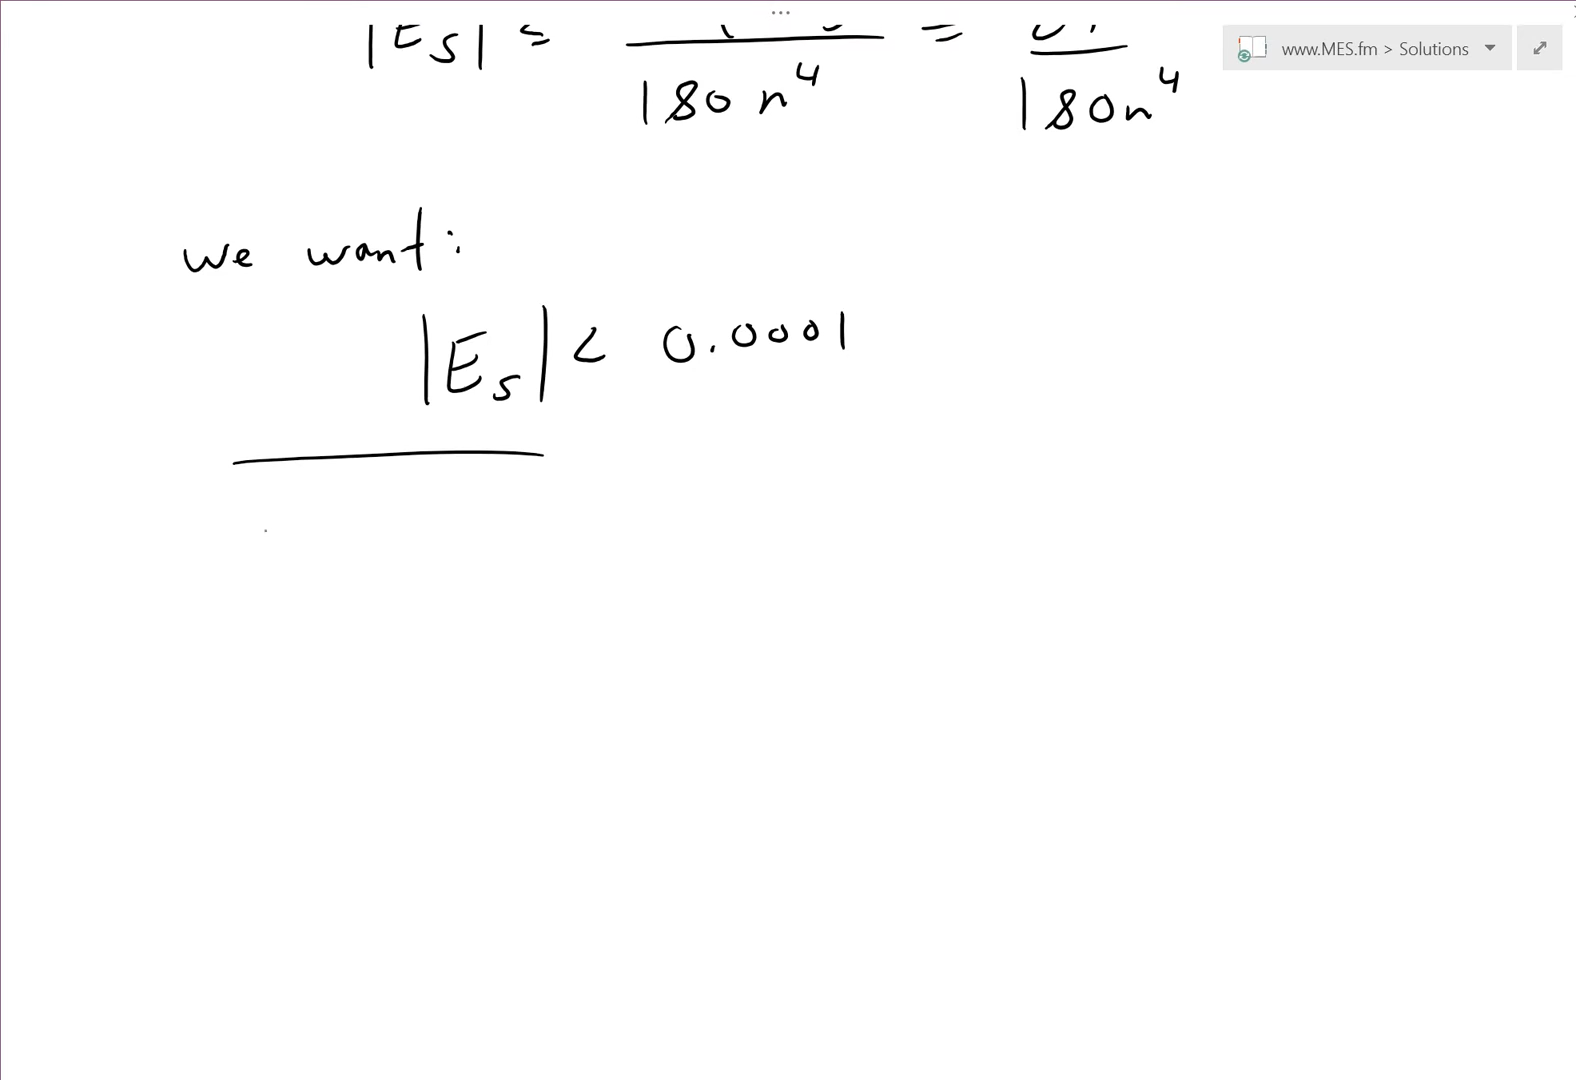 |Es| ≤ = 
180n⁴ 180n⁴
www.MES.fm > Solutions
we want:
|Es| < 0.0001